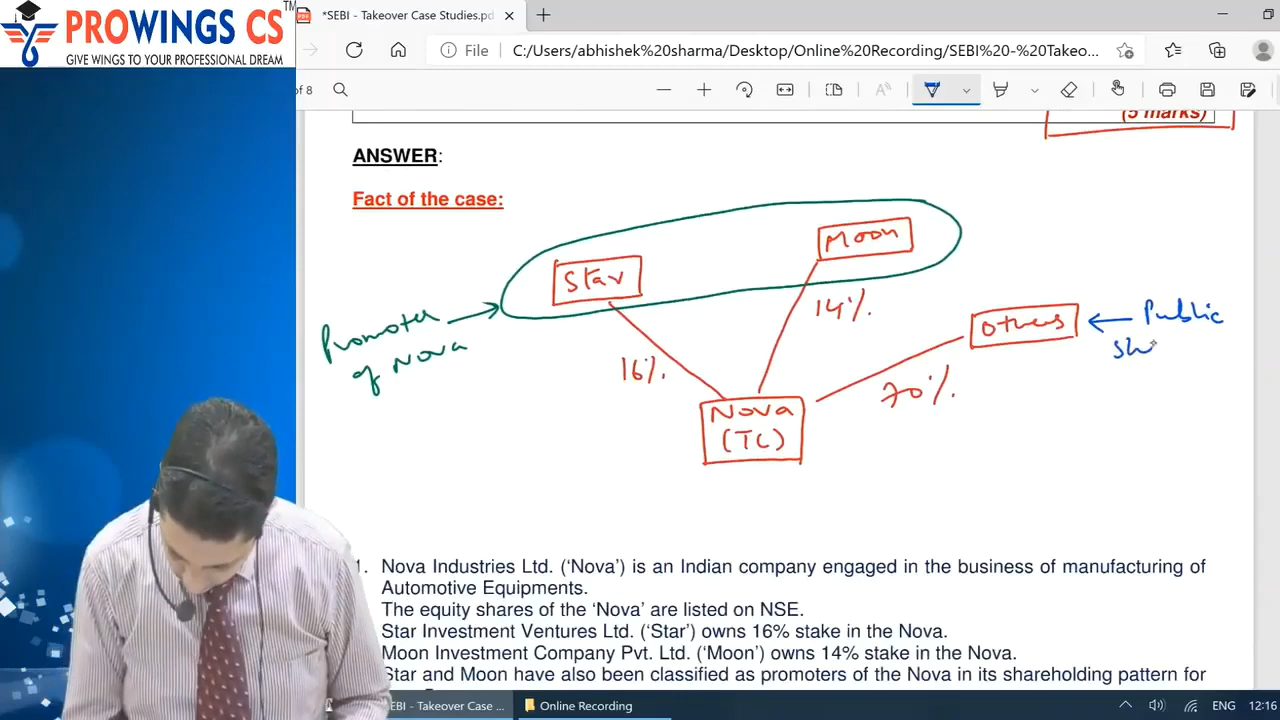 TM
PROWINGS CS
GIVE WINGS TO YOUR PROFESSIONAL DREAM
*SEBI - Takeover Case Studies.pd
File
C:/Users/abhishek%20sharma/Desktop/Online%20Recording/SEBI%20-%20Takeo...
of 8
(5 marks)
ANSWER:
Fact of the case:
Moon
Star
14%.
Others
Public
Sh
Promoter
of Nova
16%.
70%.
Nova
(TC)
1. Nova Industries Ltd. (‘Nova’) is an Indian company engaged in the business of manufacturing of
Automotive Equipments.
The equity shares of the ‘Nova’ are listed on NSE.
Star Investment Ventures Ltd. (‘Star’) owns 16% stake in the Nova.
Moon Investment Company Pvt. Ltd. (‘Moon’) owns 14% stake in the Nova.
Star and Moon have also been classified as promoters of the Nova in its shareholding pattern for
SEBI - Takeover Case ...
Online Recording
ENG
12:16